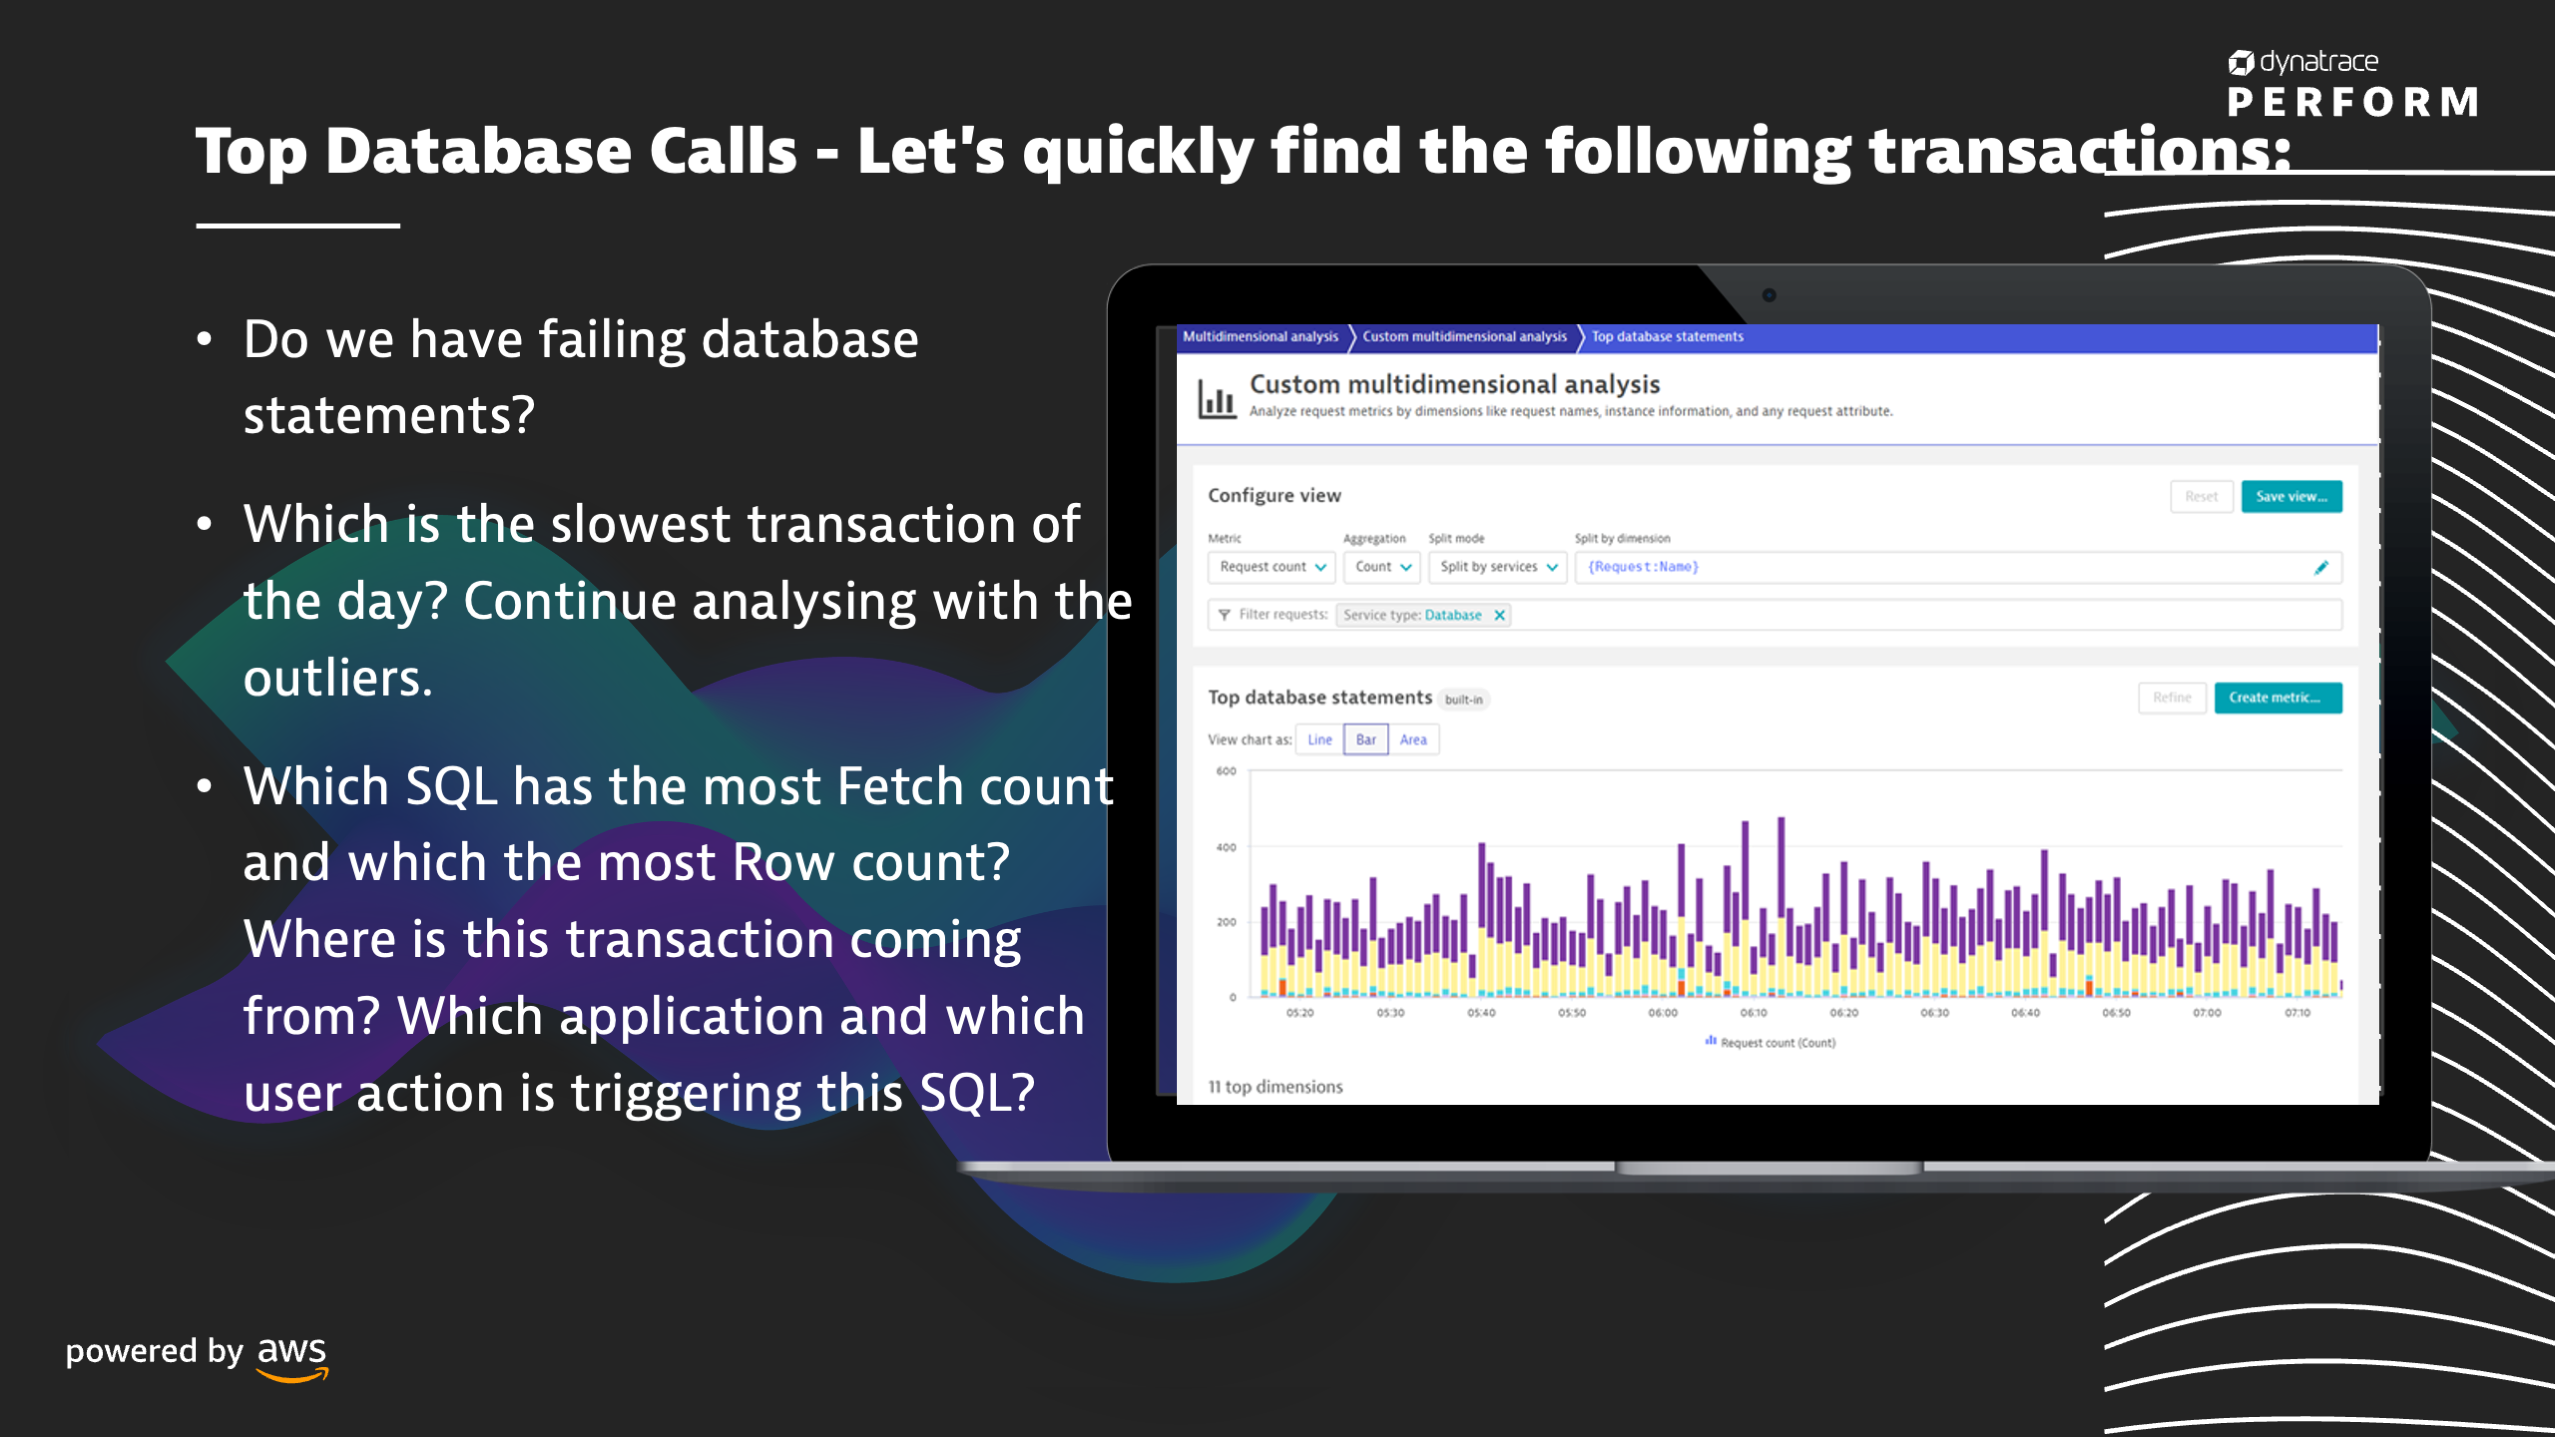 dynatrace
PERFORM
Top Database Calls - Let's quickly find the following transactions:
• Do we have failing database
statements?
• Which is the slowest transaction of
the day? Continue analysing with the
outliers.
• Which SQL has the most Fetch count
and which the most Row count?
Where is this transaction coming
from? Which application and which
user action is triggering this SQL?
Multidimensional analysis Custom multidimensional analysis Top database statements
Custom multidimensional analysis
Analyze request metrics by dimensions like request names, instance information, and any request attribute.
Configure view Reset Save view...
Metric Aggregation Split mode Split by dimension
Request count Count Split by services {Request:Name}
Filter requests: Service type: Database ✕
Top database statements built-in Refine Create metric...
View chart as: Line Bar Area
600
400
200
0
05:20 05:30 05:40 05:50 06:00 06:10 06:20 06:30 06:40 06:50 07:00 07:10
Request count (Count)
11 top dimensions
powered by aws